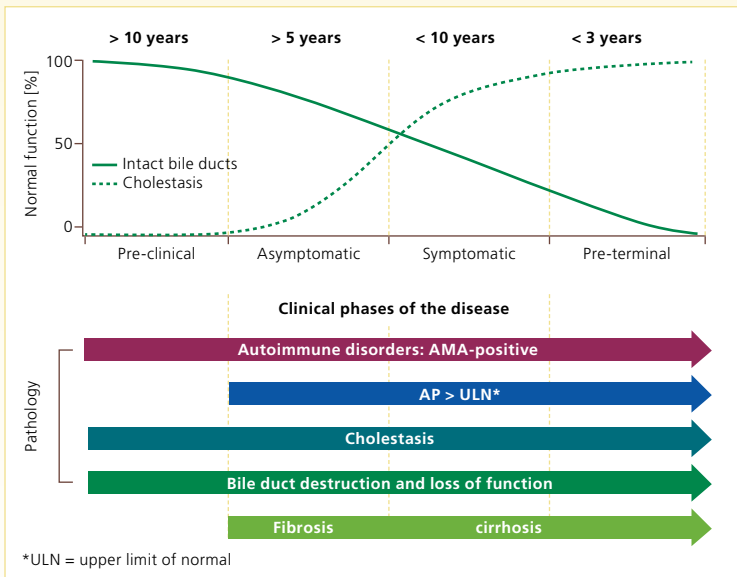 > 10 years > 5 years < 10 years < 3 years
Normal function [%]
100
50
0
Intact bile ducts
Cholestasis
Pre-clinical Asymptomatic Symptomatic Pre-terminal
Clinical phases of the disease
Pathology
Autoimmune disorders: AMA-positive
AP > ULN*
Cholestasis
Bile duct destruction and loss of function
Fibrosis cirrhosis
*ULN = upper limit of normal